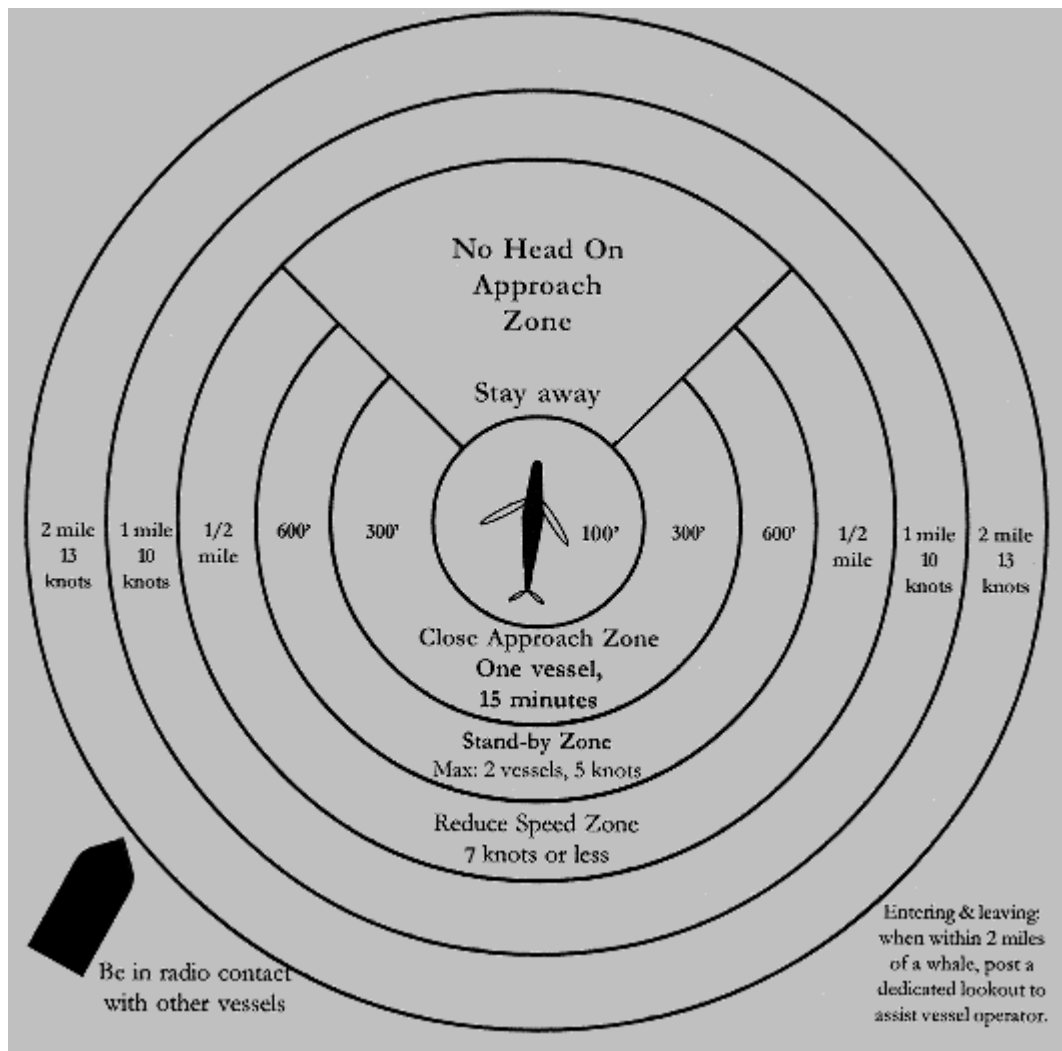 No Head On
Approach
Zone
Stay away
2 mile
13
knots
1 mile
10
knots
1/2
mile
600'
300'
100'
300'
600'
1/2
mile
1 mile
10
knots
2 mile
13
knots
Close Approach Zone
One vessel,
15 minutes
Stand-by Zone
Max: 2 vessels, 5 knots
Reduce Speed Zone
7 knots or less
Be in radio contact
with other vessels
Entering & leaving:
when within 2 miles
of a whale, post a
dedicated lookout to
assist vessel operator.